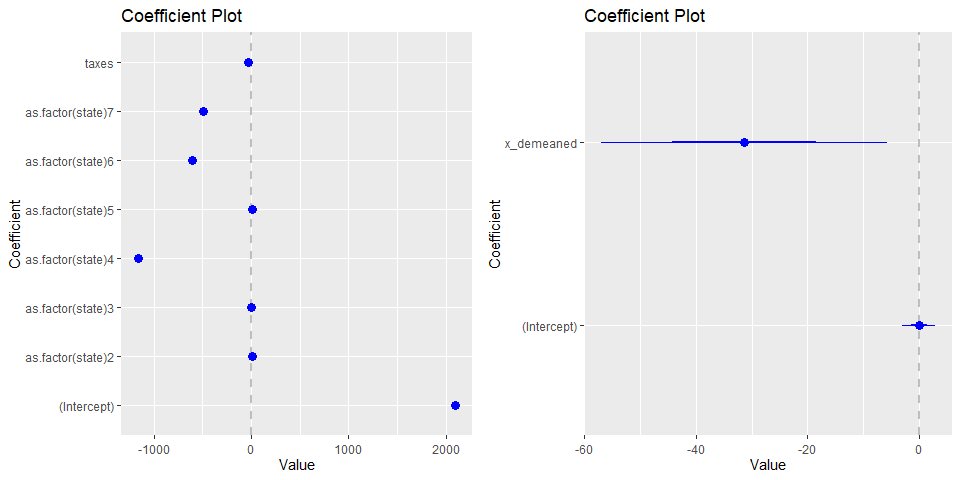 Coefficient Plot
Coefficient
taxes
as.factor(state)7
as.factor(state)6
as.factor(state)5
as.factor(state)4
as.factor(state)3
as.factor(state)2
(Intercept)
-1000 0 1000 2000
Value
Coefficient Plot
Coefficient
x_demeaned
(Intercept)
-60 -40 -20 0
Value